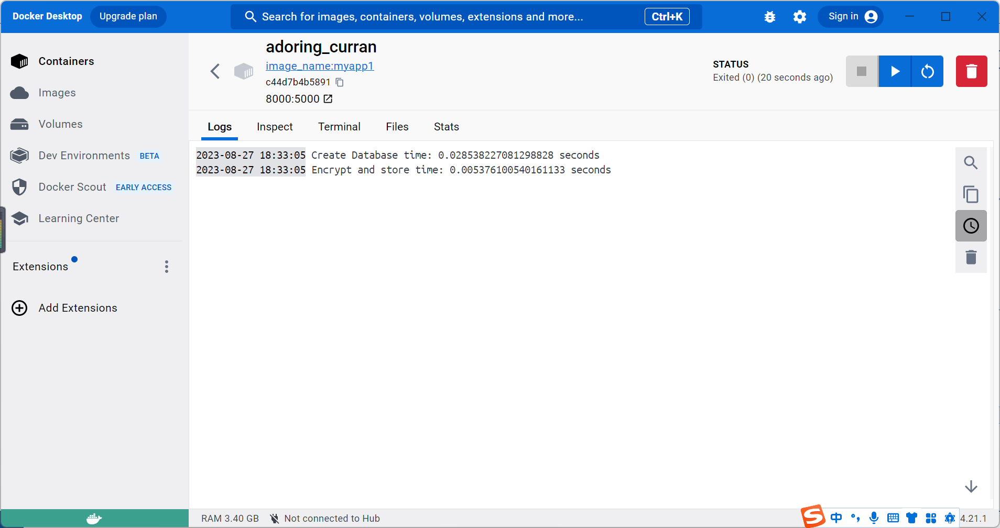 Docker Desktop Upgrade plan Search for images, containers, volumes, extensions and more... Ctrl+K Sign in
adoring_curran
image_name:myapp1
c44d7b4b5891
8000:5000
STATUS
Exited (0) (20 seconds ago)
Containers
Images
Volumes
Dev Environments BETA
Docker Scout EARLY ACCESS
Learning Center
Extensions
Add Extensions
Logs Inspect Terminal Files Stats
2023-08-27 18:33:05 Create Database time: 0.028538227081298828 seconds
2023-08-27 18:33:05 Encrypt and store time: 0.005376100540161133 seconds
RAM 3.40 GB Not connected to Hub S 中 °, 4.21.1